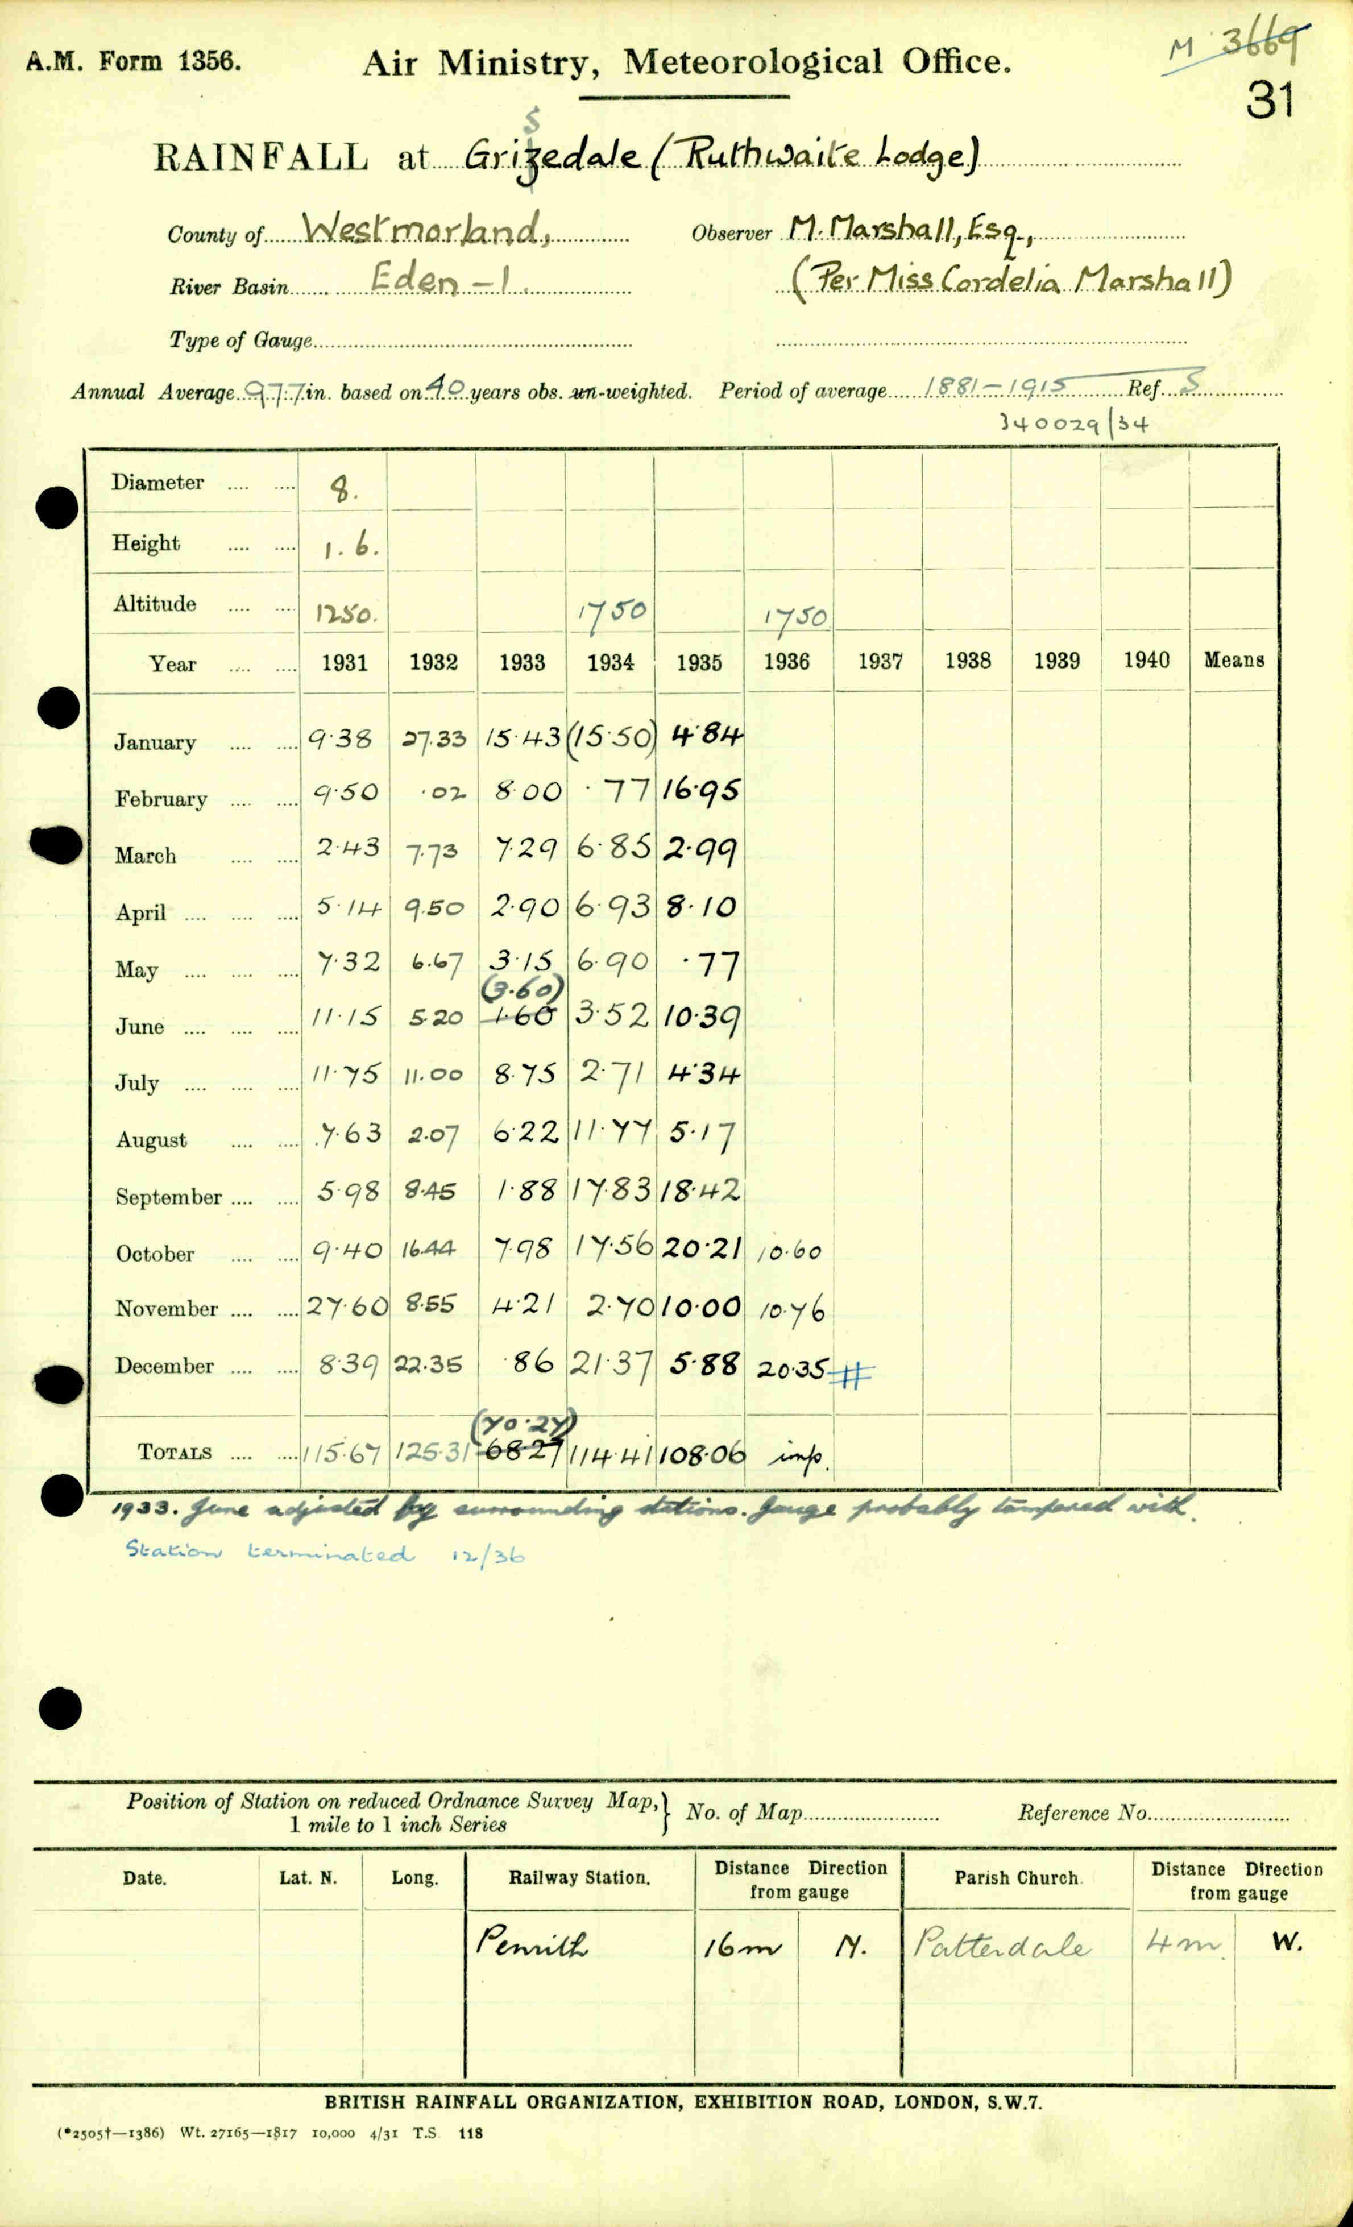 A.M. Form 1356.
Air Ministry, Meteorological Office.
M 3669
31
RAINFALL at Grizedale (Ruthwaite Lodge)
S
County of Westmorland,
Observer M. Marshall, Esq.,
River Basin Eden - 1.
(Per Miss Cordelia Marshall)
Type of Gauge
Annual Average 97.7 in. based on 40 years obs. un-weighted. Period of average 1881-1915 Ref. S
340029/34
Diameter .... .... 8.
Height .... .... 1.6.
Altitude .... .... 1250. 1750 1750
Year .... .... 1931 1932 1933 1934 1935 1936 1937 1938 1939 1940 Means
January .... .... 9·38 27.33 15·43 (15·50) 4·84
February .... .... 9·50 ·02 8·00 ·77 16·95
March .... .... 2·43 7.73 7·29 6·85 2·99
April .... .... .... 5·14 9.50 2·90 6·93 8·10
May .... .... .... 7·32 6.67 3·15 6·90 ·77
(3·60)
June .... .... .... 11·15 5.20 1·60 3·52 10·39
July .... .... .... 11·75 11.00 8·75 2·71 4·34
August .... .... 7·63 2.07 6·22 11·77 5·17
September .... .... 5·98 8.45 1·88 17·83 18·42
October .... .... 9·40 16.44 7·98 17·56 20·21 10·60
November .... .... 27·60 8.55 4·21 2·70 10·00 10·76
December .... .... 8·39 22.35 ·86 21·37 5·88 20·35 #
(70·27)
TOTALS .... .... 115·67 125·31 68·27 114·41 108·06 imp.
1933. June adjusted by surrounding stations. Gauge probably tampered with.
Station terminated 12/36
Position of Station on reduced Ordnance Survey Map,
1 mile to 1 inch Series
} No. of Map Reference No.
Date. Lat. N. Long. Railway Station. Distance Direction from gauge Parish Church. Distance Direction from gauge
Penrith 16m N. Patterdale 4m. W.
BRITISH RAINFALL ORGANIZATION, EXHIBITION ROAD, LONDON, S.W.7.
(*2505†—1386) Wt. 27165—1817 10,000 4/31 T.S. 118